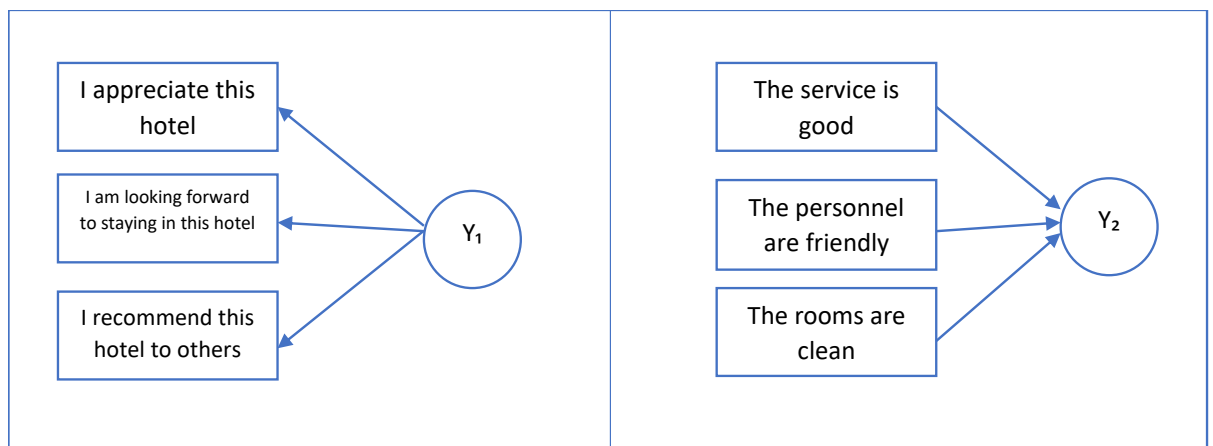 I appreciate this
hotel
I am looking forward
to staying in this hotel
I recommend this
hotel to others
Y₁
The service is
good
The personnel
are friendly
The rooms are
clean
Y₂